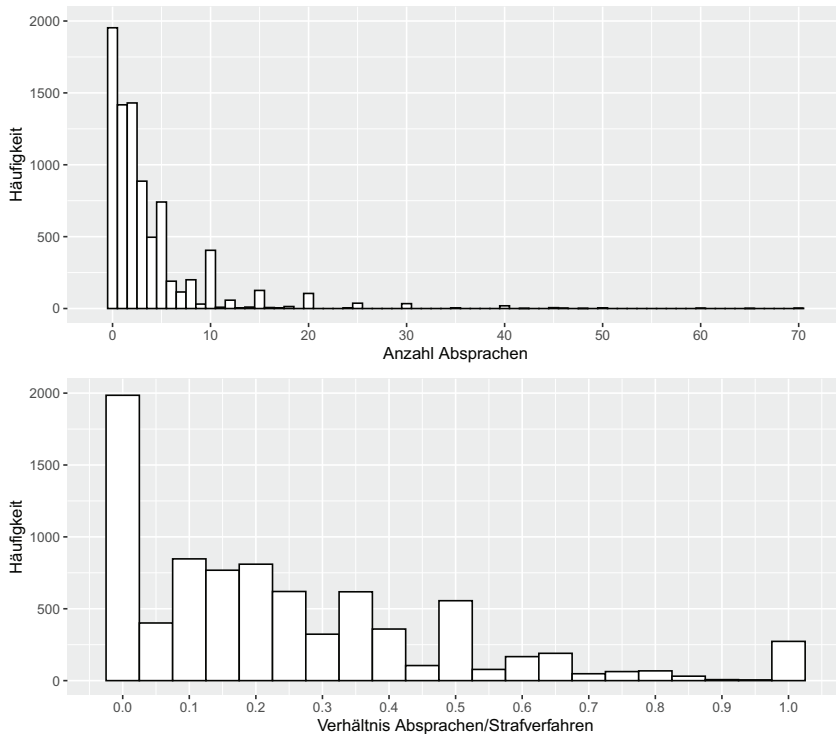 Häufigkeit
2000
1500
1000
500
0
0 10 20 30 40 50 60 70
Anzahl Absprachen
Häufigkeit
2000
1500
1000
500
0
0.0 0.1 0.2 0.3 0.4 0.5 0.6 0.7 0.8 0.9 1.0
Verhältnis Absprachen/Strafverfahren